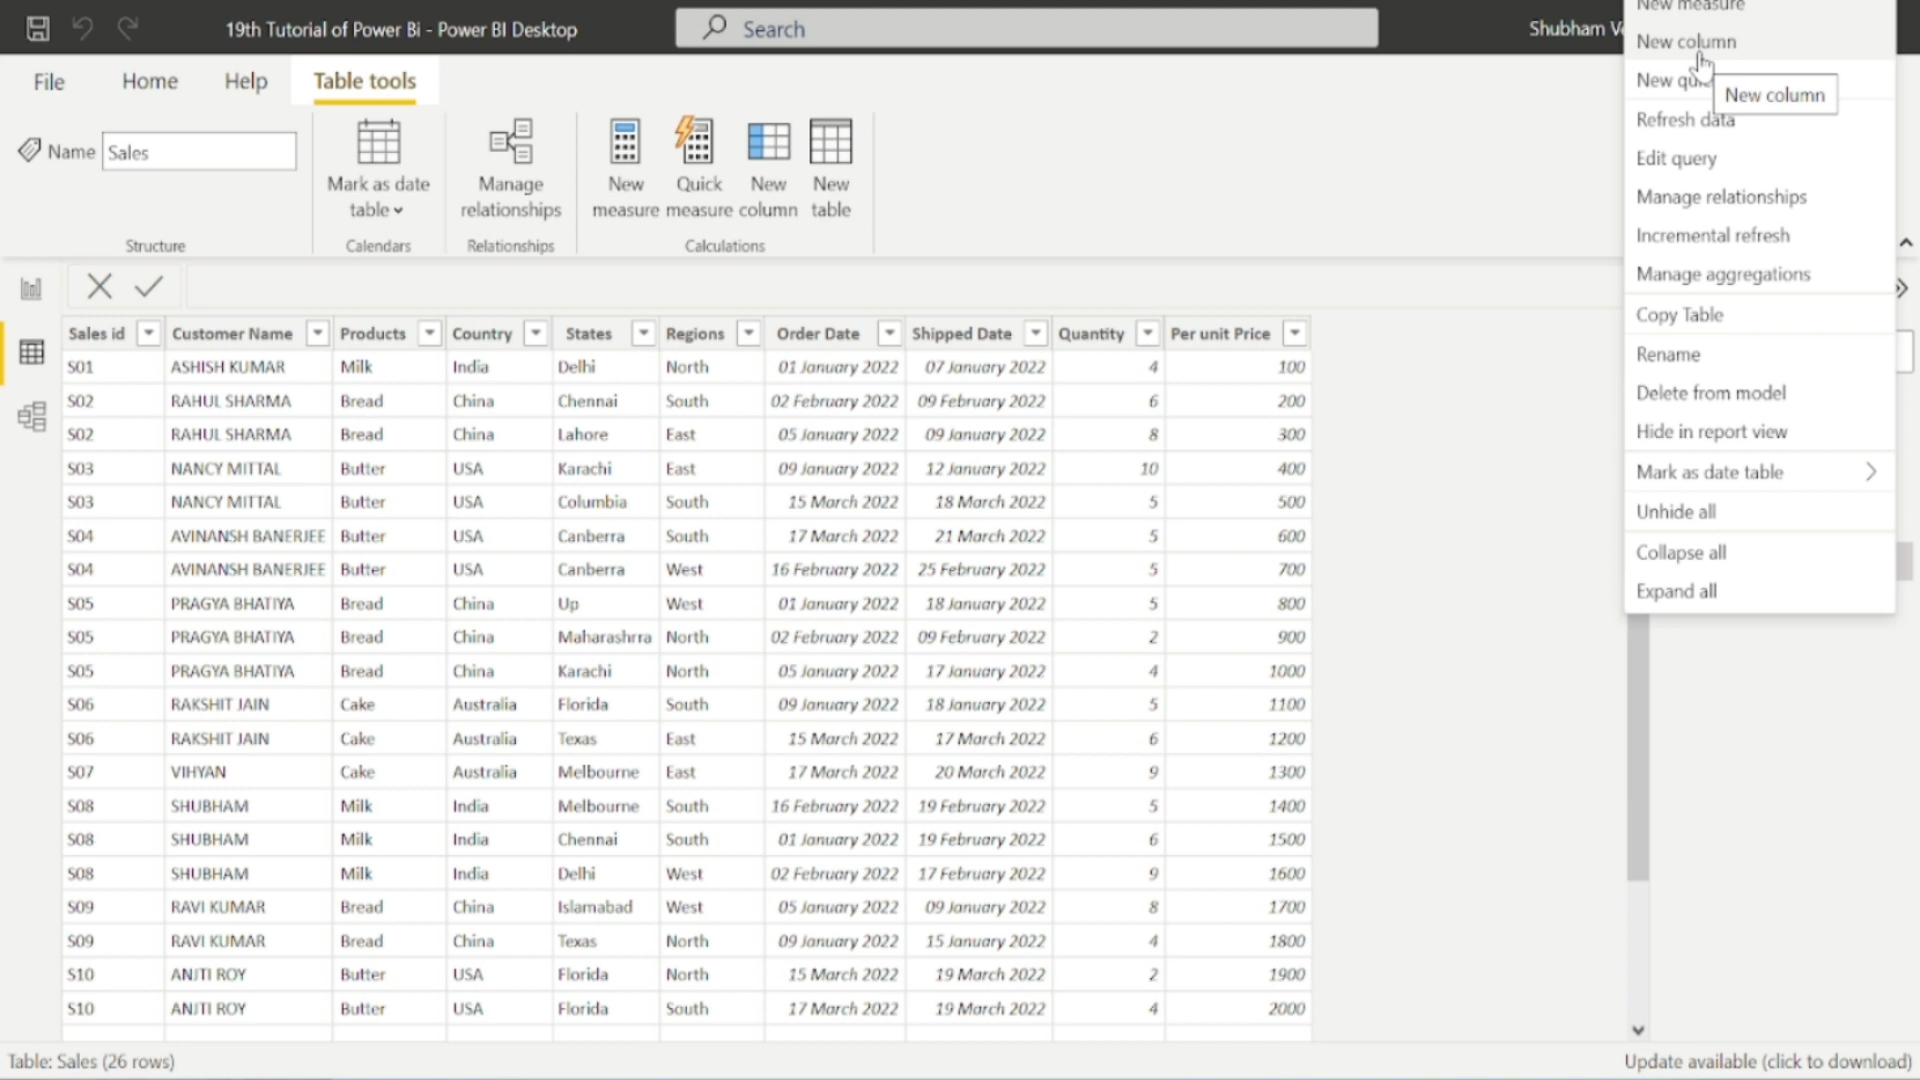 19th Tutorial of Power Bi - Power BI Desktop
Search
Shubham
File Home Help Table tools
Name Sales
Mark as date table
Manage relationships
New measure
Quick measure
New column
New table
Structure Calendars Relationships Calculations
New measure
New column
New column
Refresh data
Edit query
Manage relationships
Incremental refresh
Manage aggregations
Copy Table
Rename
Delete from model
Hide in report view
Mark as date table
Unhide all
Collapse all
Expand all
Sales id Customer Name Products Country States Regions Order Date Shipped Date Quantity Per unit Price
S01 ASHISH KUMAR Milk India Delhi North 01 January 2022 07 January 2022 4 100
S02 RAHUL SHARMA Bread China Chennai South 02 February 2022 09 February 2022 6 200
S02 RAHUL SHARMA Bread China Lahore East 05 January 2022 09 January 2022 8 300
S03 NANCY MITTAL Butter USA Karachi East 09 January 2022 12 January 2022 10 400
S03 NANCY MITTAL Butter USA Columbia South 15 March 2022 18 March 2022 5 500
S04 AVINANSH BANERJEE Butter USA Canberra South 17 March 2022 21 March 2022 5 600
S04 AVINANSH BANERJEE Butter USA Canberra West 16 February 2022 25 February 2022 5 700
S05 PRAGYA BHATIYA Bread China Up West 01 January 2022 18 January 2022 5 800
S05 PRAGYA BHATIYA Bread China Maharashrra North 02 February 2022 09 February 2022 2 900
S05 PRAGYA BHATIYA Bread China Karachi North 05 January 2022 17 January 2022 4 1000
S06 RAKSHIT JAIN Cake Australia Florida South 09 January 2022 18 January 2022 5 1100
S06 RAKSHIT JAIN Cake Australia Texas East 15 March 2022 17 March 2022 6 1200
S07 VIHYAN Cake Australia Melbourne East 17 March 2022 20 March 2022 9 1300
S08 SHUBHAM Milk India Melbourne South 16 February 2022 19 February 2022 5 1400
S08 SHUBHAM Milk India Chennai South 01 January 2022 19 February 2022 6 1500
S08 SHUBHAM Milk India Delhi West 02 February 2022 17 February 2022 9 1600
S09 RAVI KUMAR Bread China Islamabad West 05 January 2022 09 January 2022 8 1700
S09 RAVI KUMAR Bread China Texas North 09 January 2022 15 January 2022 4 1800
S10 ANJTI ROY Butter USA Florida North 15 March 2022 19 March 2022 2 1900
S10 ANJTI ROY Butter USA Florida South 17 March 2022 19 March 2022 4 2000
Table: Sales (26 rows)
Update available (click to download)